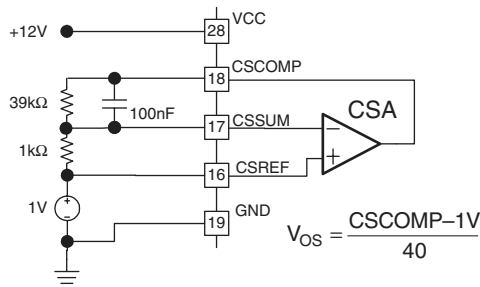 +12V
28
VCC
18
CSCOMP
39kΩ
100nF
CSA
17
CSSUM
1kΩ
16
CSREF
1V
19
GND
V_OS = (CSCOMP–1V)/40